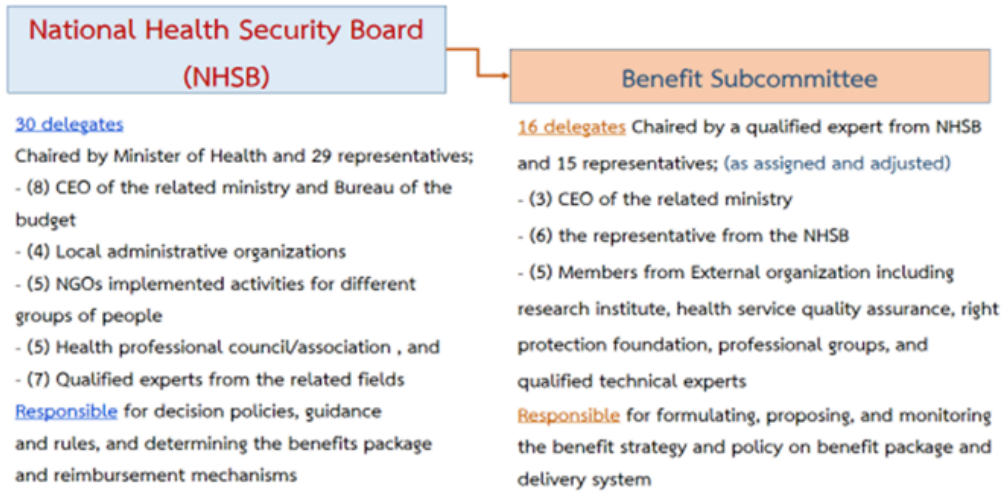 National Health Security Board
(NHSB)
30 delegates
Chaired by Minister of Health and 29 representatives;
- (8) CEO of the related ministry and Bureau of the
budget
- (4) Local administrative organizations
- (5) NGOs implemented activities for different
groups of people
- (5) Health professional council/association , and
- (7) Qualified experts from the related fields
Responsible for decision policies, guidance
and rules, and determining the benefits package
and reimbursement mechanisms
Benefit Subcommittee
16 delegates Chaired by a qualified expert from NHSB
and 15 representatives; (as assigned and adjusted)
- (3) CEO of the related ministry
- (6) the representative from the NHSB
- (5) Members from External organization including
research institute, health service quality assurance, right
protection foundation, professional groups, and
qualified technical experts
Responsible for formulating, proposing, and monitoring
the benefit strategy and policy on benefit package and
delivery system